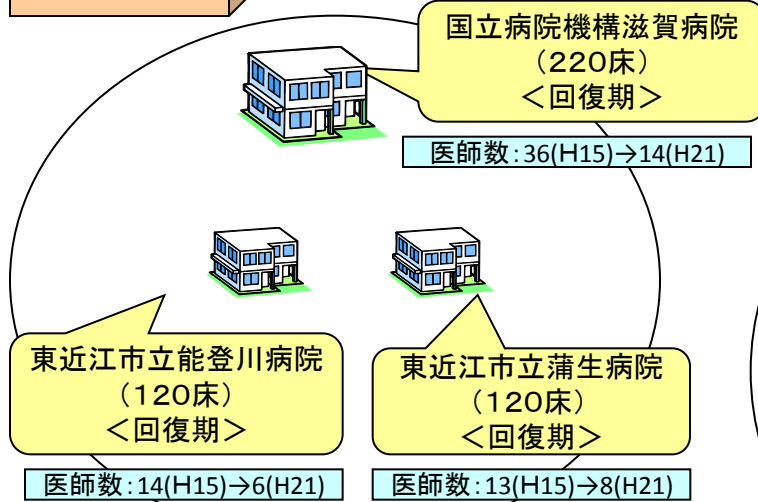 国立病院機構滋賀病院
（220床）
＜回復期＞
医師数：36(H15)→14(H21)
東近江市立能登川病院
（120床）
＜回復期＞
医師数：14(H15)→6(H21)
東近江市立蒲生病院
（120床）
＜回復期＞
医師数：13(H15)→8(H21)